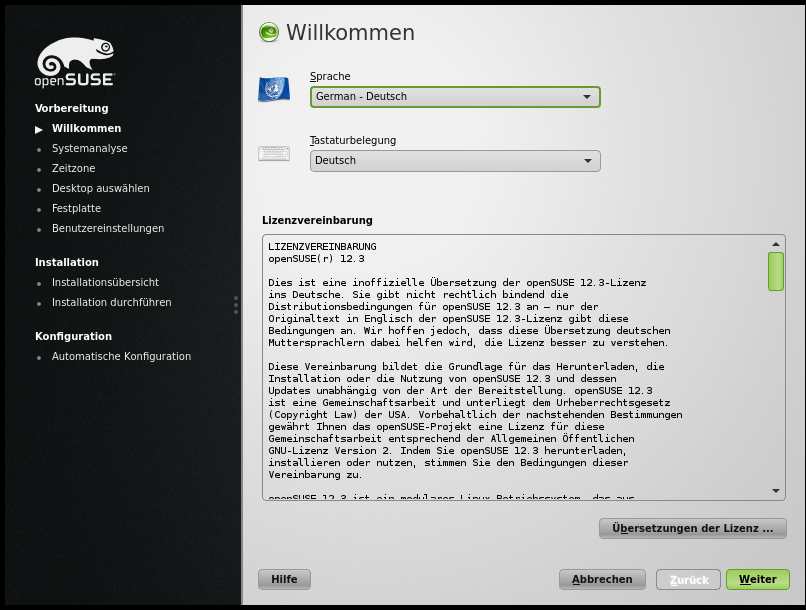 openSUSE
Vorbereitung
Willkommen
Systemanalyse
Zeitzone
Desktop auswählen
Festplatte
Benutzereinstellungen
Installation
Installationsübersicht
Installation durchführen
Konfiguration
Automatische Konfiguration
Willkommen
Sprache
German - Deutsch
Tastaturbelegung
Deutsch
Lizenzvereinbarung
LIZENZVEREINBARUNG
openSUSE(r) 12.3
Dies ist eine inoffizielle Übersetzung der openSUSE 12.3-Lizenz
ins Deutsche. Sie gibt nicht rechtlich bindend die
Distributionsbedingungen für openSUSE 12.3 an – nur der
Originaltext in Englisch der openSUSE 12.3-Lizenz gibt diese
Bedingungen an. Wir hoffen jedoch, dass diese Übersetzung deutschen
Muttersprachlern dabei helfen wird, die Lizenz besser zu verstehen.
Diese Vereinbarung bildet die Grundlage für das Herunterladen, die
Installation oder die Nutzung von openSUSE 12.3 und dessen
Updates unabhängig von der Art der Bereitstellung. openSUSE 12.3
ist eine Gemeinschaftsarbeit und unterliegt dem Urheberrechtsgesetz
(Copyright Law) der USA. Vorbehaltlich der nachstehenden Bestimmungen
gewährt Ihnen das openSUSE-Projekt eine Lizenz für diese
Gemeinschaftsarbeit entsprechend der Allgemeinen Öffentlichen
GNU-Lizenz Version 2. Indem Sie openSUSE 12.3 herunterladen,
installieren oder nutzen, stimmen Sie den Bedingungen dieser
Vereinbarung zu.
openSUSE 12.3 ist ein modulares Linux-Betriebssystem, das aus
Übersetzungen der Lizenz ...
Hilfe
Abbrechen
Zurück
Weiter